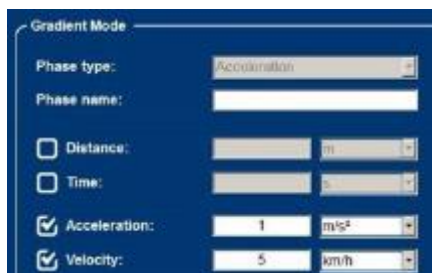 Gradient Mode
Phase type: Acceleration
Phase name:
Distance: m
Time: s
Acceleration: 1 m/s²
Velocity: 5 km/h